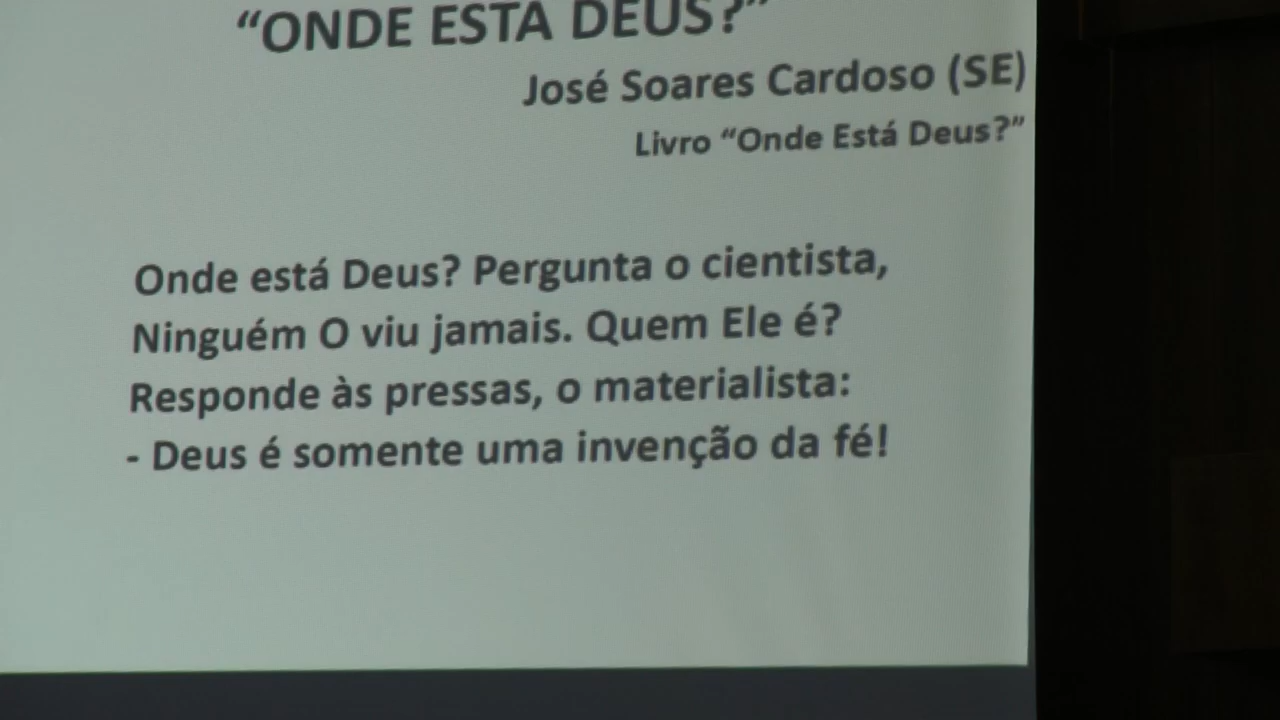 “ONDE ESTÁ DEUS?”
José Soares Cardoso (SE)
Livro “Onde Está Deus?”
Onde está Deus? Pergunta o cientista,
Ninguém O viu jamais. Quem Ele é?
Responde às pressas, o materialista:
- Deus é somente uma invenção da fé!